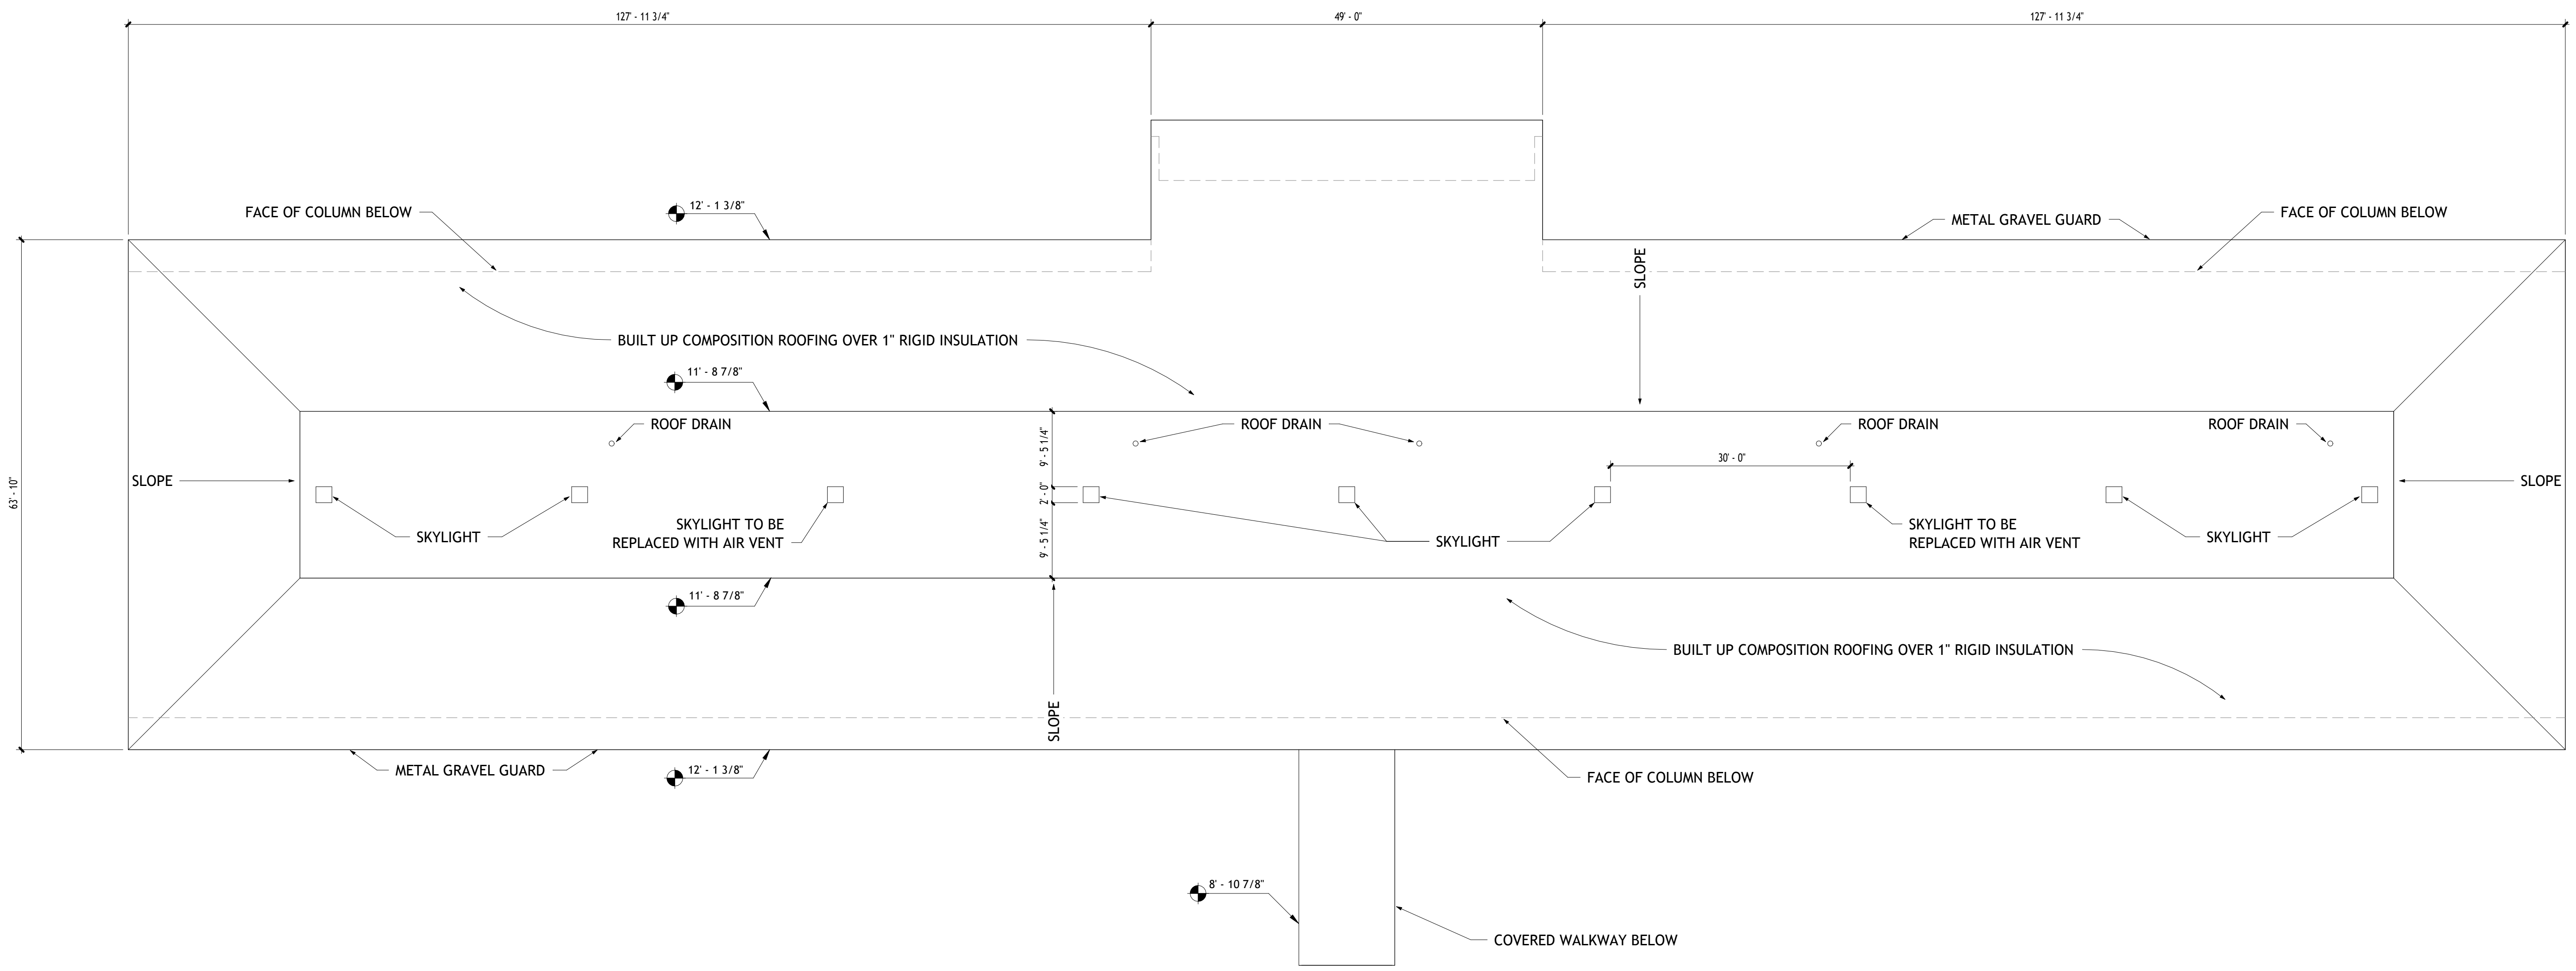 127' - 11 3/4"
49' - 0"
127' - 11 3/4"
12' - 1 3/8"
FACE OF COLUMN BELOW
METAL GRAVEL GUARD
FACE OF COLUMN BELOW
SLOPE
BUILT UP COMPOSITION ROOFING OVER 1" RIGID INSULATION
11' - 8 7/8"
ROOF DRAIN
ROOF DRAIN
ROOF DRAIN
ROOF DRAIN
9' - 5 1/4"
30' - 0"
SLOPE
SLOPE
63' - 10"
2' - 0"
SKYLIGHT TO BE
REPLACED WITH AIR VENT
SKYLIGHT TO BE
REPLACED WITH AIR VENT
SKYLIGHT
SKYLIGHT
SKYLIGHT
9' - 5 1/4"
11' - 8 7/8"
BUILT UP COMPOSITION ROOFING OVER 1" RIGID INSULATION
SLOPE
METAL GRAVEL GUARD
12' - 1 3/8"
FACE OF COLUMN BELOW
8' - 10 7/8"
COVERED WALKWAY BELOW